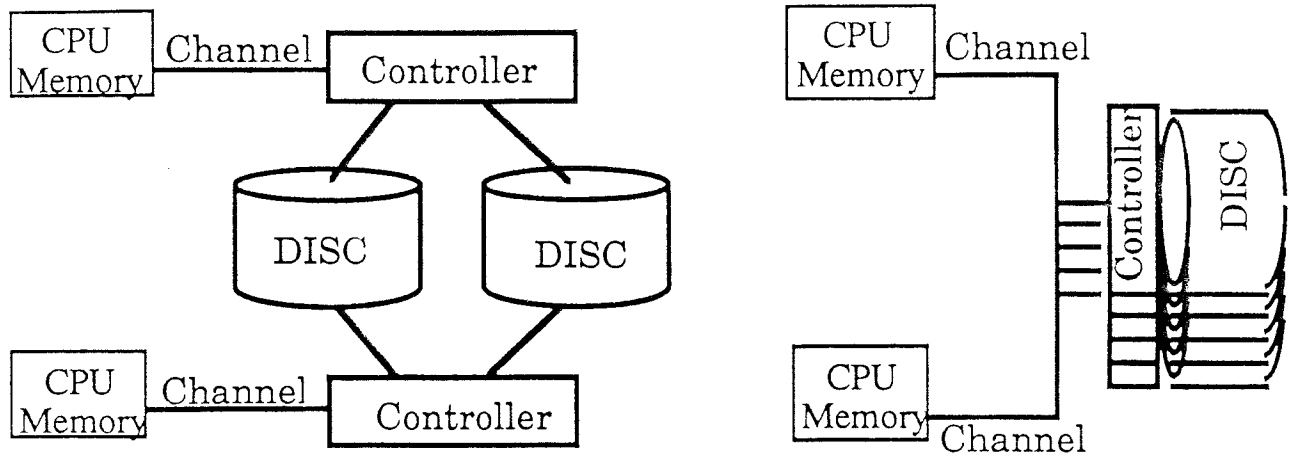 CPU
Memory
Channel
Controller
DISC
DISC
CPU
Memory
Channel
Controller
CPU
Memory
Channel
Controller
DISC
CPU
Memory
Channel